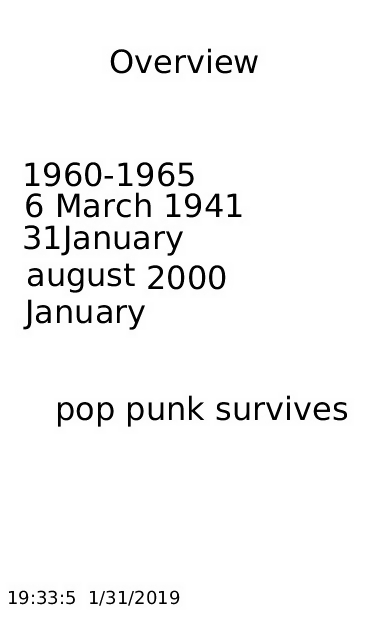 Overview
1960-1965
6 March 1941
31January
august 2000
January
pop punk survives
19:33:5 1/31/2019